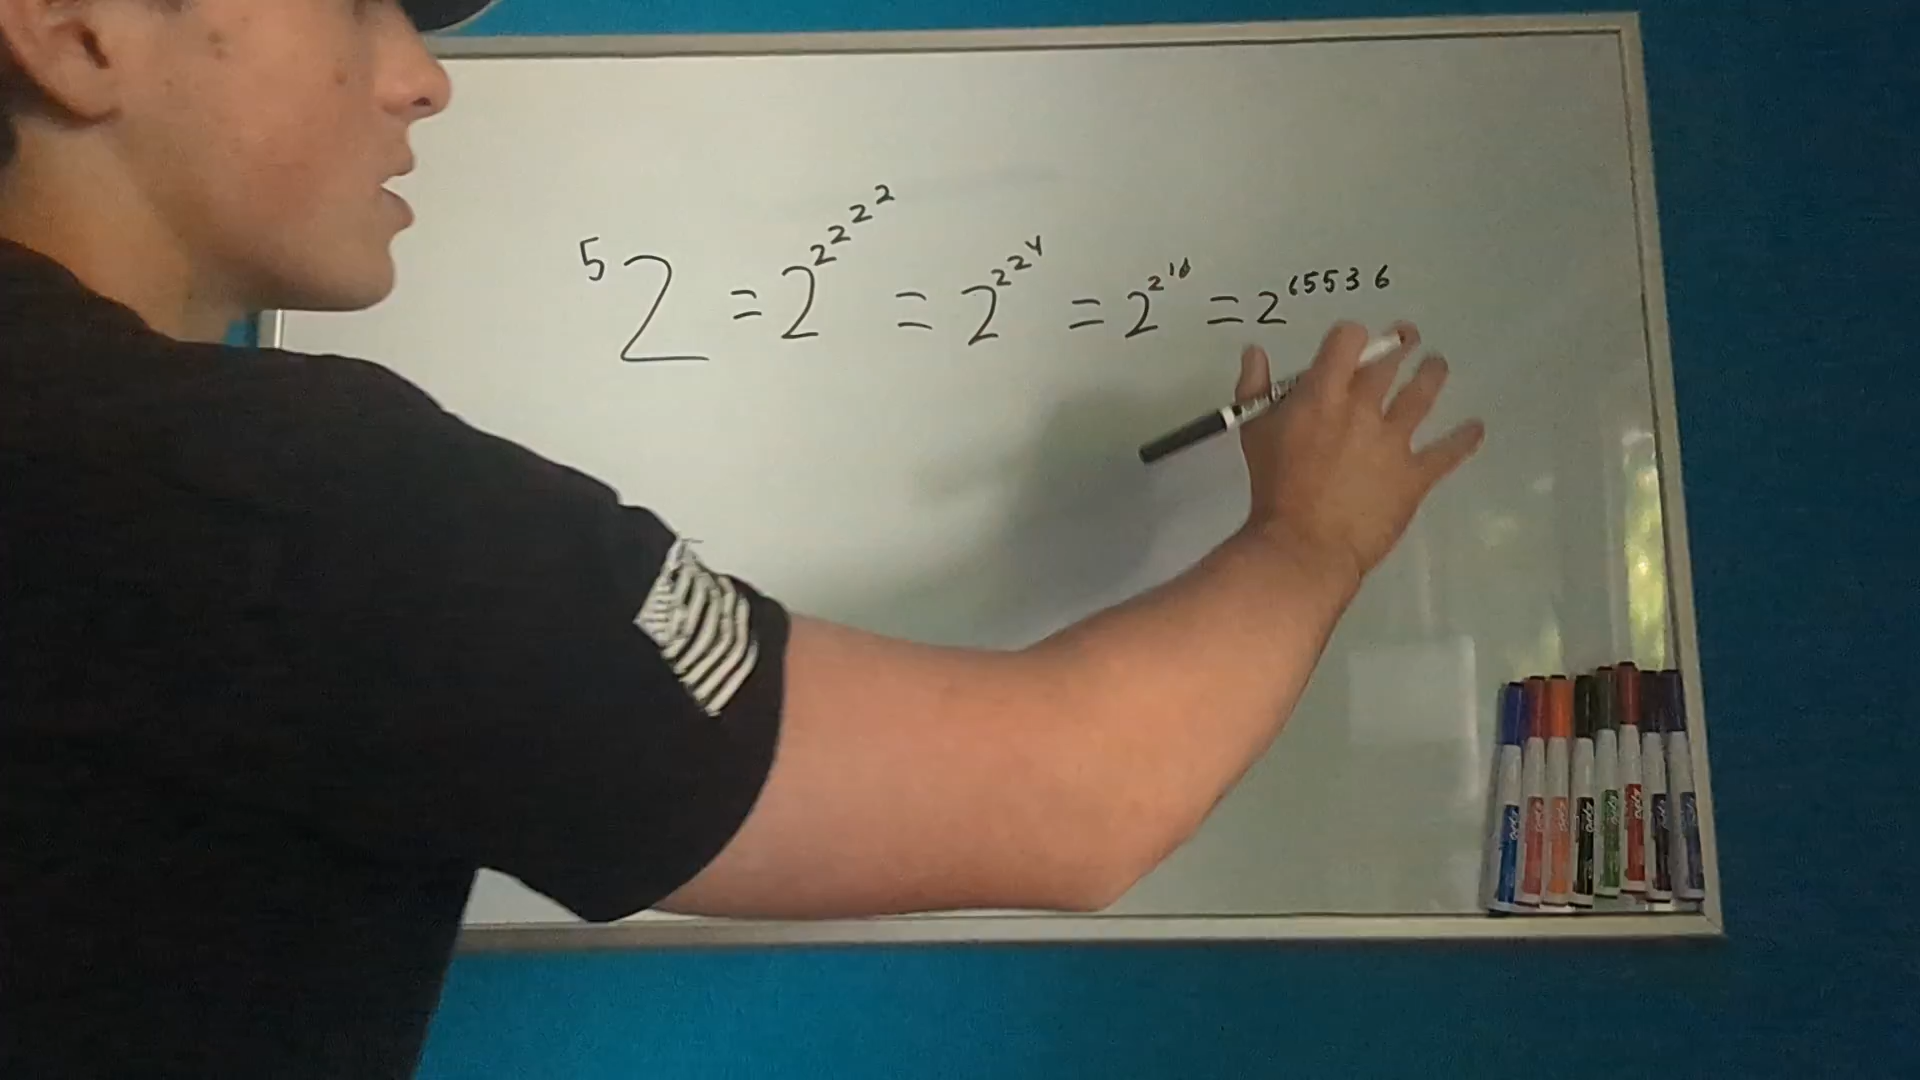 ⁵2 = 2^2^2^2^2 = 2^2^2^4 = 2^2^16 = 2^65536